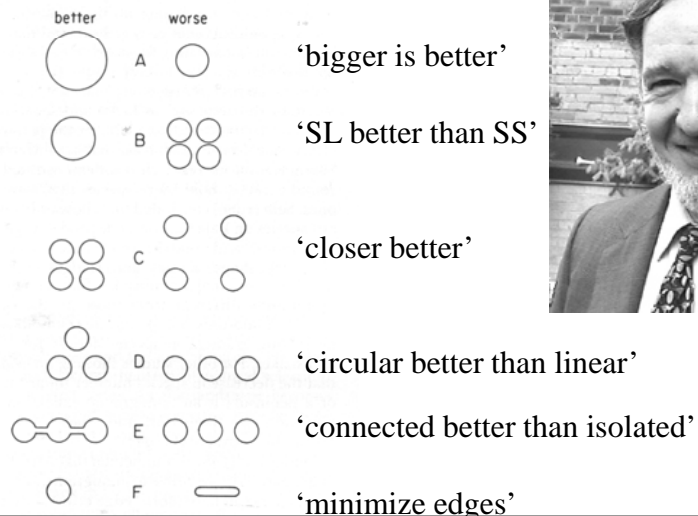 better worse
A ‘bigger is better’
B ‘SL better than SS’
C ‘closer better’
D ‘circular better than linear’
E ‘connected better than isolated’
F ‘minimize edges’